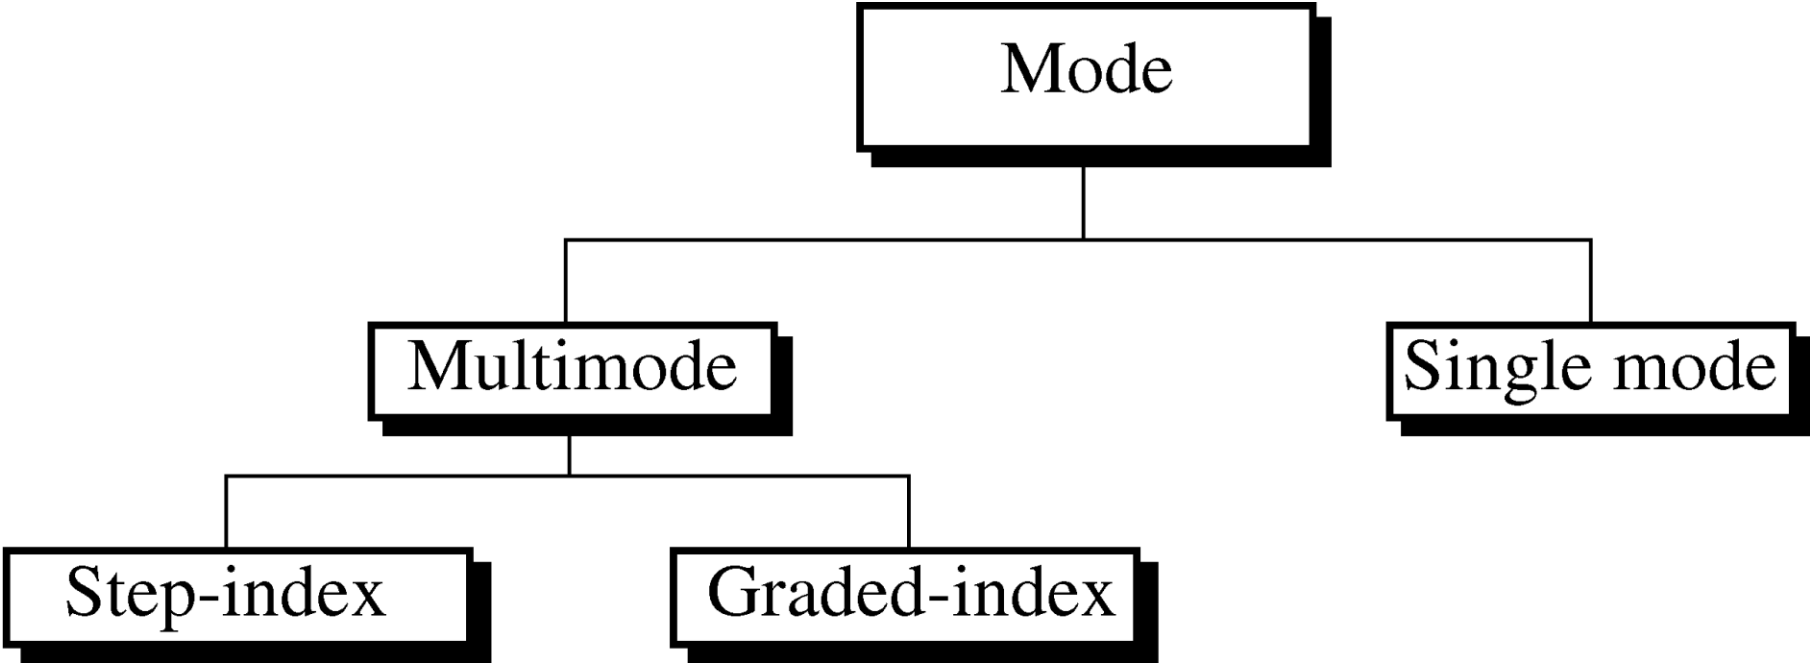 Mode
Multimode
Single mode
Step-index
Graded-index